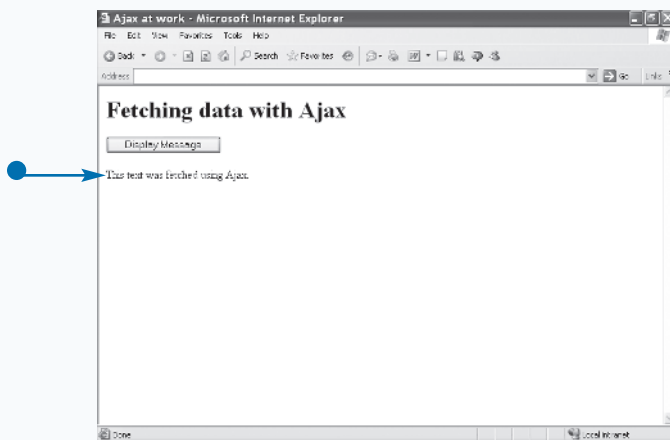 Ajax at work - Microsoft Internet Explorer
File Edit View Favorites Tools Help
Back Search Favorites
Address Go Links
Fetching data with Ajax
Display Message
This text was fetched using Ajax.
Done Local intranet